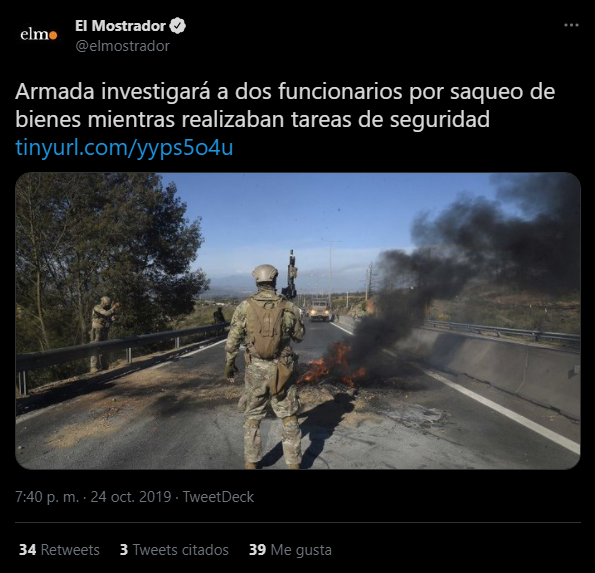 elmo
El Mostrador
@elmostrador
Armada investigará a dos funcionarios por saqueo de
bienes mientras realizaban tareas de seguridad
tinyurl.com/yyps5o4u
7:40 p. m. · 24 oct. 2019 · TweetDeck
34 Retweets 3 Tweets citados 39 Me gusta